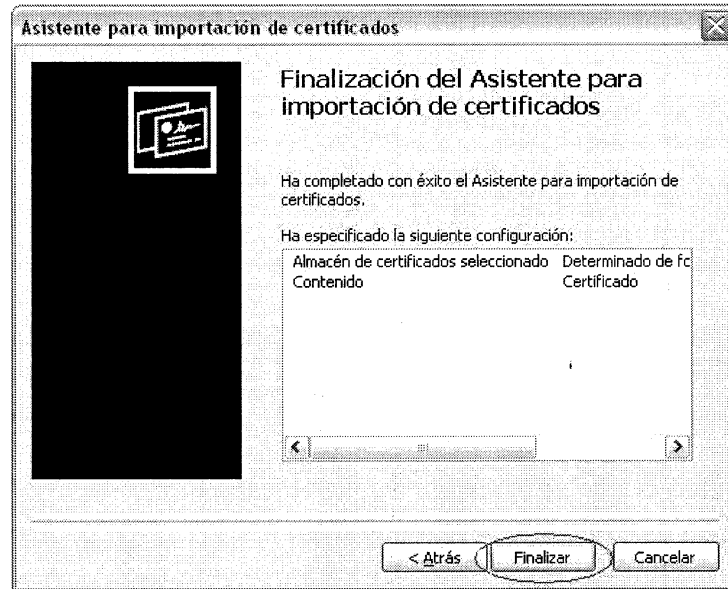 Asistente para importación de certificados
Finalización del Asistente para
importación de certificados
Ha completado con éxito el Asistente para importación de
certificados.
Ha especificado la siguiente configuración:
Almacén de certificados seleccionado Determinado de fc
Contenido Certificado
< Atrás Finalizar Cancelar